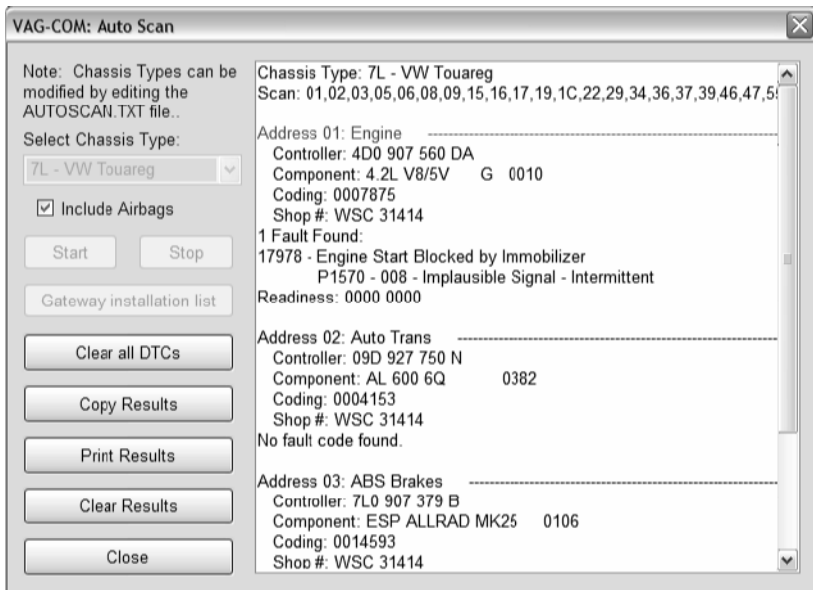 VAG-COM: Auto Scan
Note: Chassis Types can be
modified by editing the
AUTOSCAN.TXT file..
Select Chassis Type:
7L - VW Touareg
Include Airbags
Start
Stop
Gateway installation list
Clear all DTCs
Copy Results
Print Results
Clear Results
Close
Chassis Type: 7L - VW Touareg
Scan: 01,02,03,05,06,08,09,15,16,17,19,1C,22,29,34,36,37,39,46,47,5
Address 01: Engine --------------------
Controller: 4D0 907 560 DA
Component: 4.2L V8/5V G 0010
Coding: 0007875
Shop #: WSC 31414
1 Fault Found:
17978 - Engine Start Blocked by Immobilizer
P1570 - 008 - Implausible Signal - Intermittent
Readiness: 0000 0000
Address 02: Auto Trans --------------------
Controller: 09D 927 750 N
Component: AL 600 6Q 0382
Coding: 0004153
Shop #: WSC 31414
No fault code found.
Address 03: ABS Brakes --------------------
Controller: 7L0 907 379 B
Component: ESP ALLRAD MK25 0106
Coding: 0014593
Shop #: WSC 31414